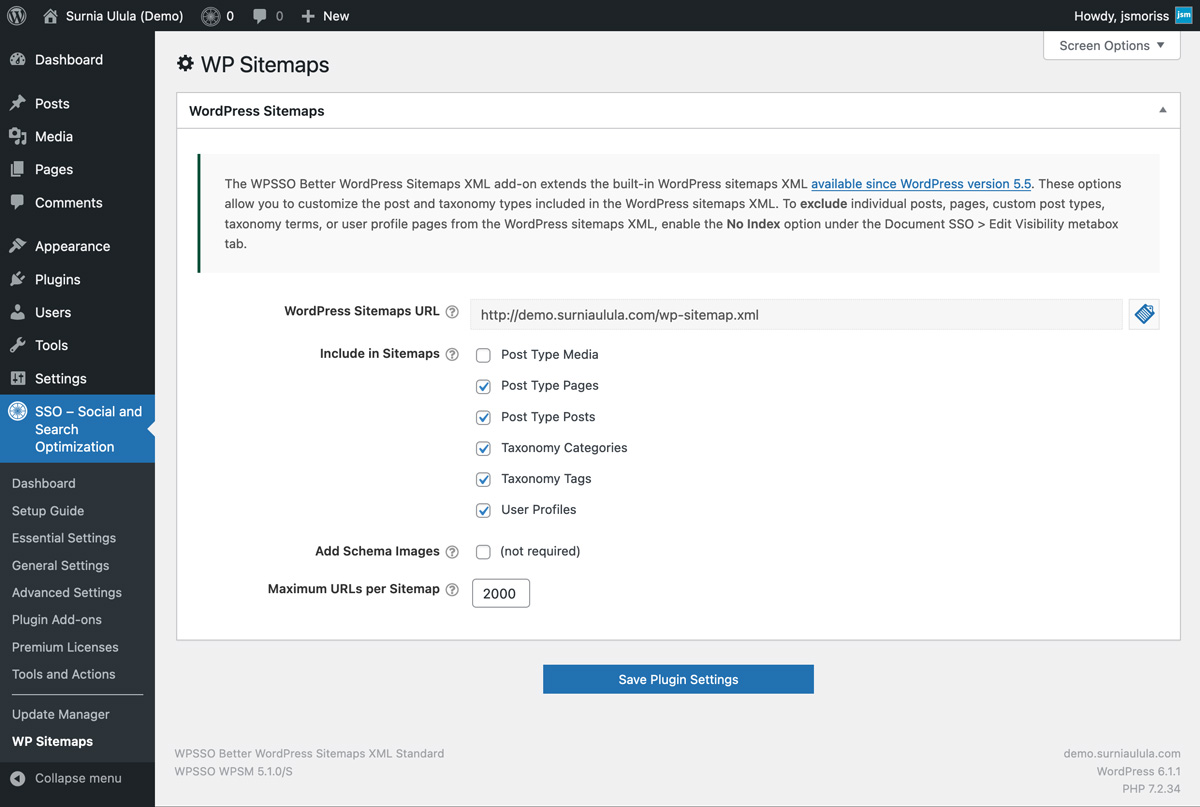 Surnia Ulula (Demo) 0 0 New
Howdy, jsmoriss jsm
Screen Options
Dashboard
Posts
Media
Pages
Comments
Appearance
Plugins
Users
Tools
Settings
SSO – Social and
Search
Optimization
Dashboard
Setup Guide
Essential Settings
General Settings
Advanced Settings
Plugin Add-ons
Premium Licenses
Tools and Actions
Update Manager
WP Sitemaps
Collapse menu
WP Sitemaps
WordPress Sitemaps
The WPSSO Better WordPress Sitemaps XML add-on extends the built-in WordPress sitemaps XML available since WordPress version 5.5. These options
allow you to customize the post and taxonomy types included in the WordPress sitemaps XML. To exclude individual posts, pages, custom post types,
taxonomy terms, or user profile pages from the WordPress sitemaps XML, enable the No Index option under the Document SSO > Edit Visibility metabox
tab.
WordPress Sitemaps URL ? http://demo.surniaulula.com/wp-sitemap.xml
Include in Sitemaps ? Post Type Media
Post Type Pages
Post Type Posts
Taxonomy Categories
Taxonomy Tags
User Profiles
Add Schema Images ? (not required)
Maximum URLs per Sitemap ? 2000
Save Plugin Settings
WPSSO Better WordPress Sitemaps XML Standard
WPSSO WPSM 5.1.0/S
demo.surniaulula.com
WordPress 6.1.1
PHP 7.2.34